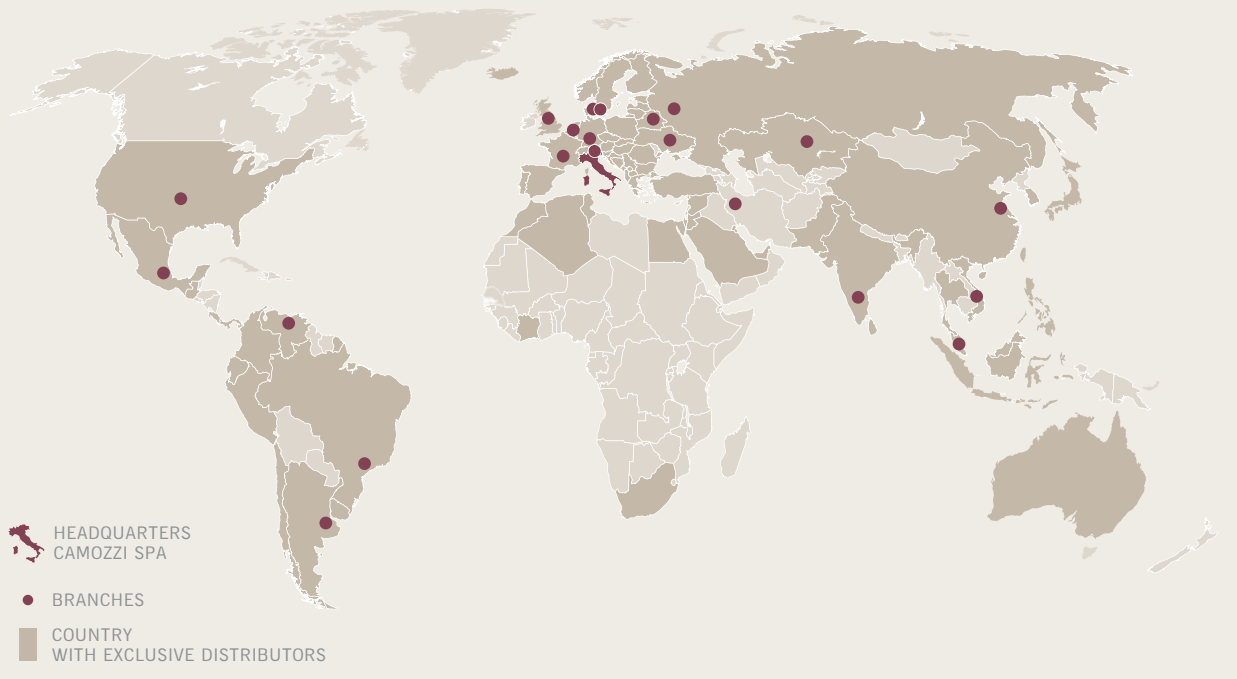 HEADQUARTERS
CAMOZZI SPA
BRANCHES
COUNTRY
WITH EXCLUSIVE DISTRIBUTORS